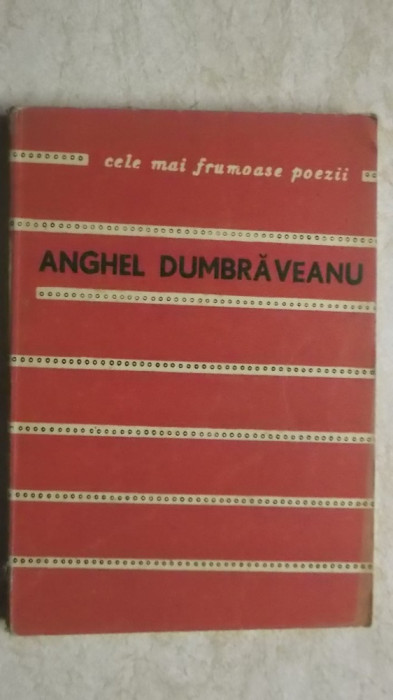 cele mai frumoase poezii
ANGHEL DUMBRĂVEANU